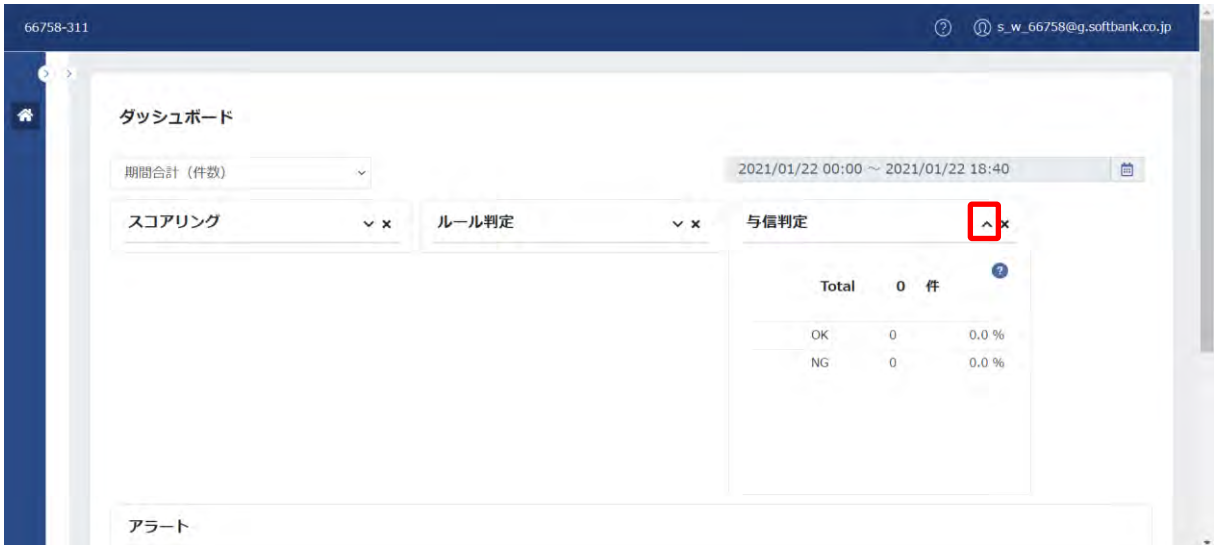 66758-311
s_w_66758@g.softbank.co.jp
ダッシュボード
期間合計（件数）
2021/01/22 00:00 ～ 2021/01/22 18:40
スコアリング
ルール判定
与信判定
Total 0 件
OK 0 0.0 %
NG 0 0.0 %
アラート